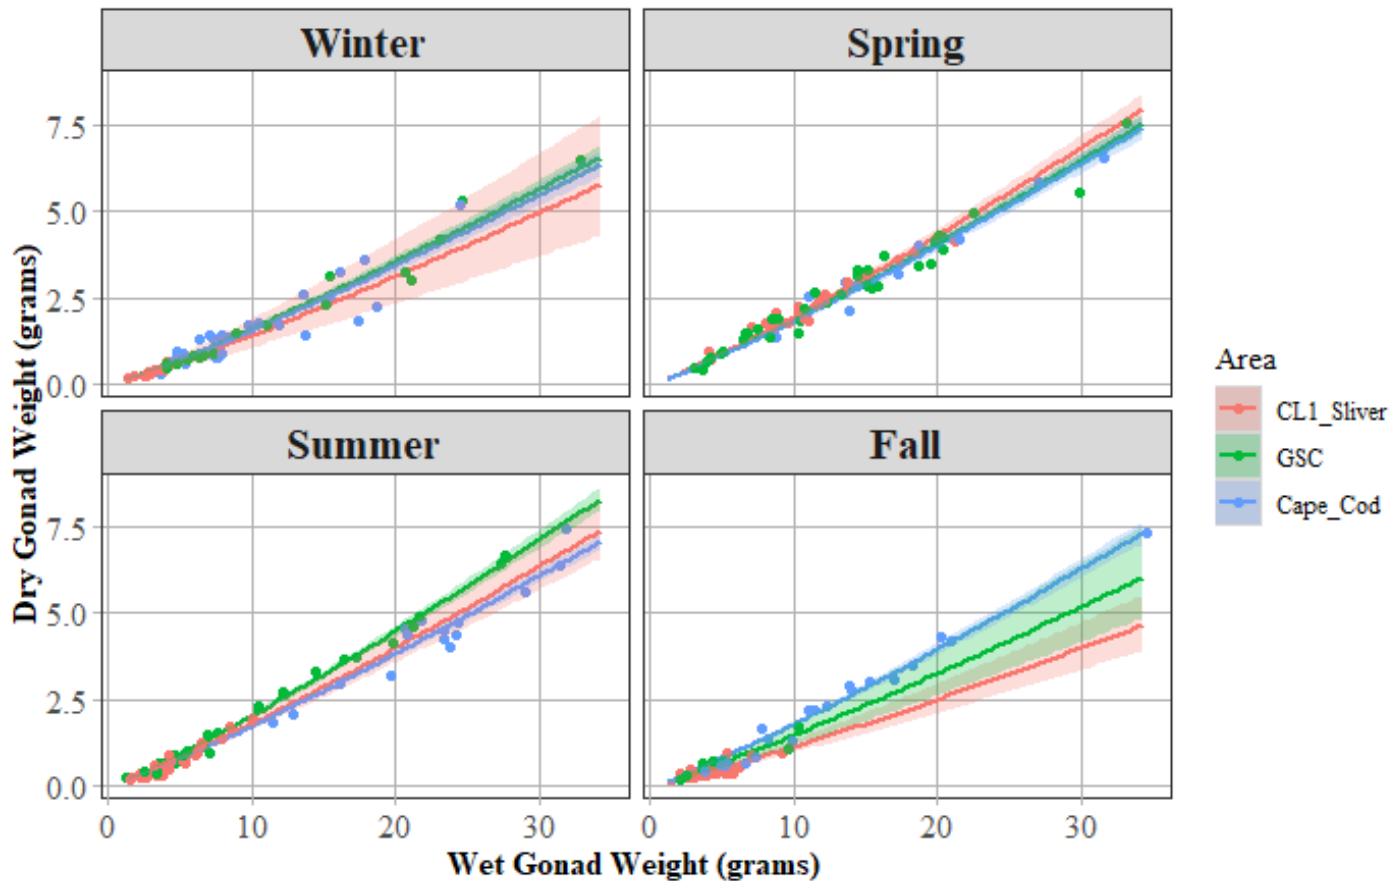 Winter
Spring
7.5
5.0
2.5
0.0
Summer
Fall
7.5
5.0
2.5
0.0
0 10 20 30 0 10 20 30
Wet Gonad Weight (grams)
Dry Gonad Weight (grams)
Area
CL1_Sliver
GSC
Cape_Cod